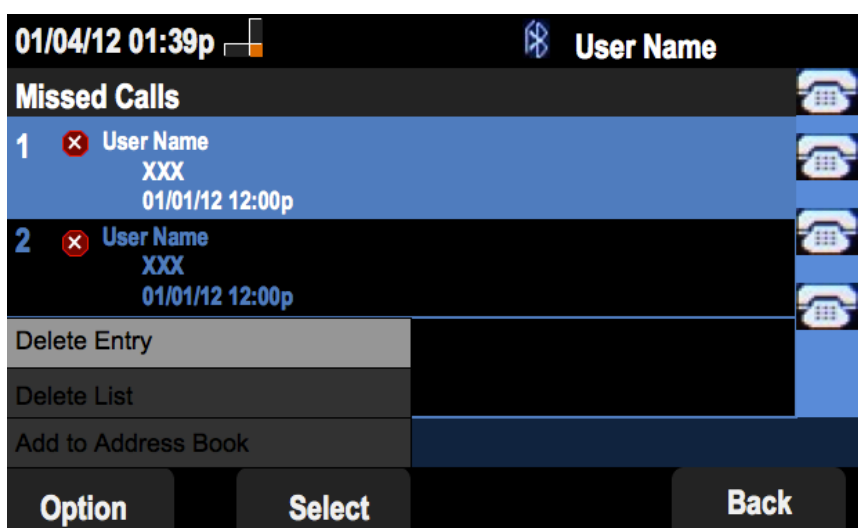 01/04/12 01:39p User Name
Missed Calls
1 User Name
XXX
01/01/12 12:00p
2 User Name
XXX
01/01/12 12:00p
Delete Entry
Delete List
Add to Address Book
Option Select Back